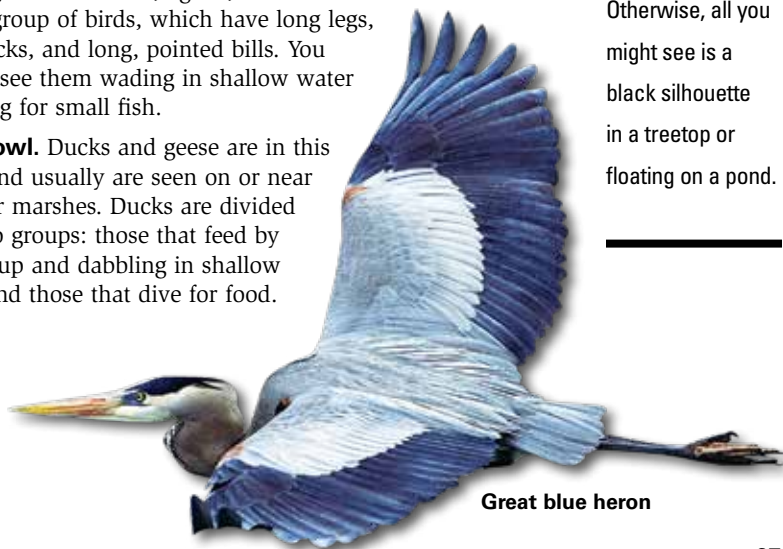 group of birds, which have long legs,
cks, and long, pointed bills. You
see them wading in shallow water
g for small fish.
owl. Ducks and geese are in this
nd usually are seen on or near
r marshes. Ducks are divided
o groups: those that feed by
up and dabbling in shallow
nd those that dive for food.
Otherwise, all you
might see is a
black silhouette
in a treetop or
floating on a pond.
Great blue heron